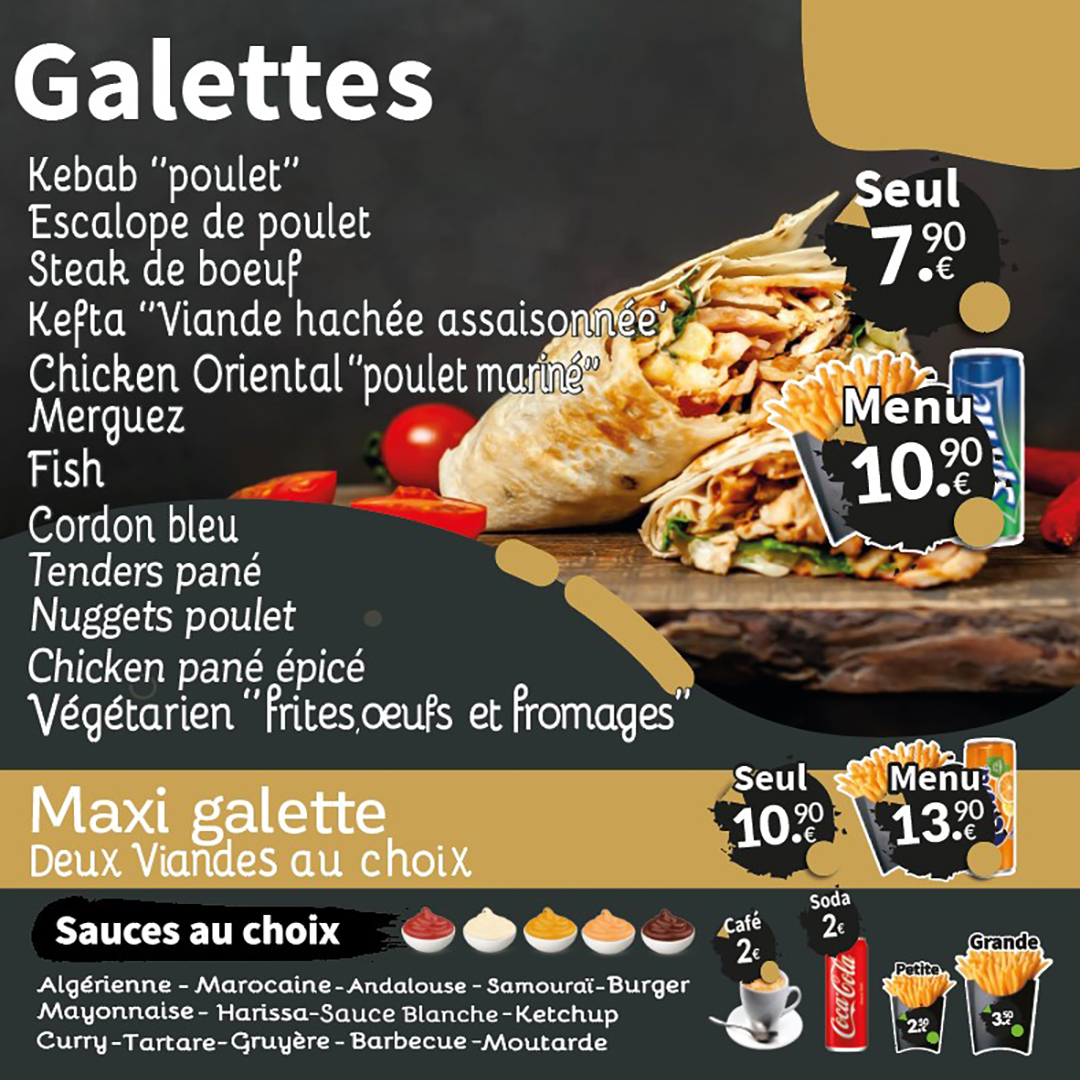 Galettes
Kebab "poulet"
Escalope de poulet
Steak de boeuf
Kefta "Viande hachée assaisonnée'
Chicken Oriental "poulet mariné"
Merguez
Fish
Cordon bleu
Tenders pané
Nuggets poulet
Chicken pané épicé
Végétarien "frites,œufs et fromages"
Seul
7.90€
Menu
10.90€
Sprite
Maxi galette
Deux Viandes au choix
Seul
10.90€
Menu
13.90€
Sauces au choix
Algérienne - Marocaine - Andalouse - Samouraï - Burger
Mayonnaise - Harissa - Sauce Blanche - Ketchup
Curry - Tartare - Gruyère - Barbecue - Moutarde
Café
2€
Soda
2€
Coca-Cola
Petite
2.50€
Grande
3.50€